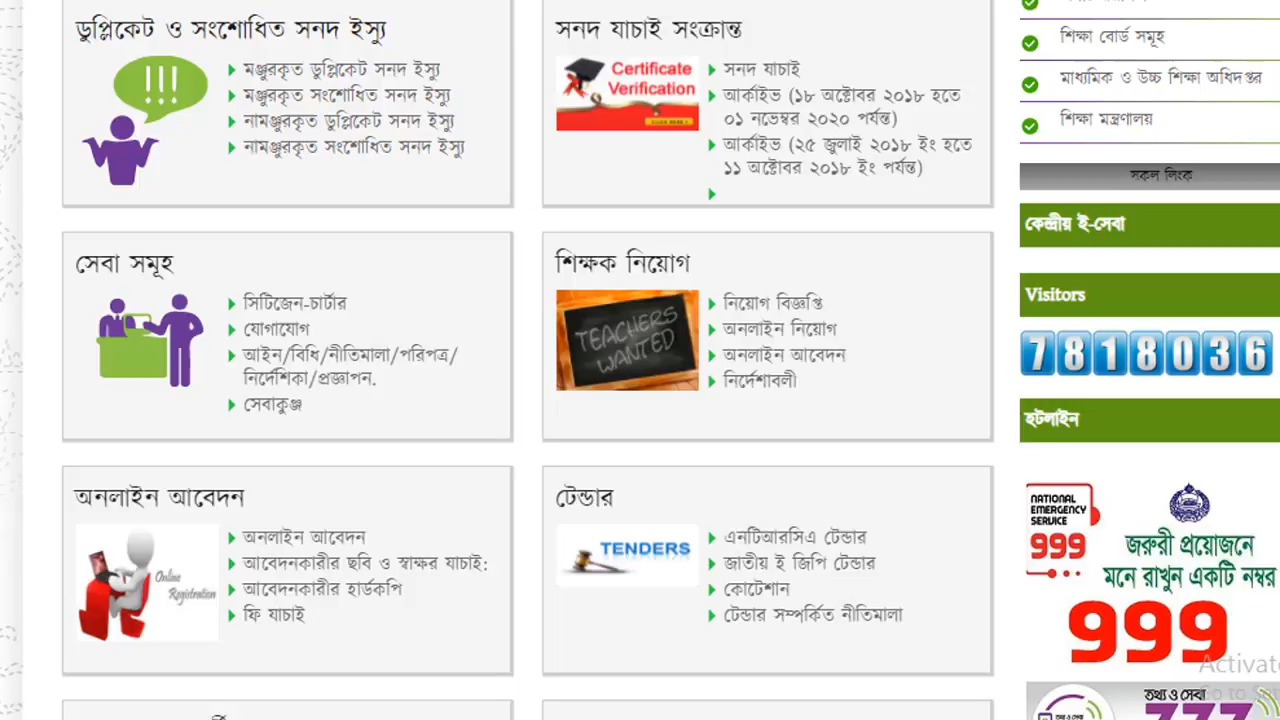 ডুপ্লিকেট ও সংশোধিত সনদ ইস্যু
মঞ্জুরকৃত ডুপ্লিকেট সনদ ইস্যু
মঞ্জুরকৃত সংশোধিত সনদ ইস্যু
নামঞ্জুরকৃত ডুপ্লিকেট সনদ ইস্যু
নামঞ্জুরকৃত সংশোধিত সনদ ইস্যু
সনদ যাচাই সংক্রান্ত
Certificate
Verification
সনদ যাচাই
আর্কাইভ (১৮ অক্টোবর ২০১৮ হতে
০১ নভেম্বর ২০২০ পর্যন্ত)
আর্কাইভ (২৫ জুলাই ২০১৮ ইং হতে
১১ অক্টোবর ২০১৮ ইং পর্যন্ত)
সেবা সমূহ
সিটিজেন-চার্টার
যোগাযোগ
আইন/বিধি/নীতিমালা/পরিপত্র/
নির্দেশিকা/প্রজ্ঞাপন.
সেবাকুঞ্জ
শিক্ষক নিয়োগ
TEACHERS
WANTED
নিয়োগ বিজ্ঞপ্তি
অনলাইন নিয়োগ
অনলাইন আবেদন
নির্দেশাবলী
অনলাইন আবেদন
Online
Registration
অনলাইন আবেদন
আবেদনকারীর ছবি ও স্বাক্ষর যাচাই:
আবেদনকারীর হাডকপি
ফি যাচাই
টেন্ডার
TENDERS
এনটিআরসিএ টেন্ডার
জাতীয় ই জিপি টেন্ডার
কোটেশান
টেন্ডার সম্পর্কিত নীতিমালা
শিক্ষা বোর্ড সমূহ
মাধ্যমিক ও উচ্চ শিক্ষা অধিদপ্তর
শিক্ষা মন্ত্রণালয়
সকল লিংক
কেন্দ্রীয় ই-সেবা
Visitors
7818036
হটলাইন
NATIONAL
EMERGENCY
SERVICE
999
জরুরী প্রয়োজনে
মনে রাখুন একটি নম্বর
999
Activat
Go to Set
তথ্য ও সেবা